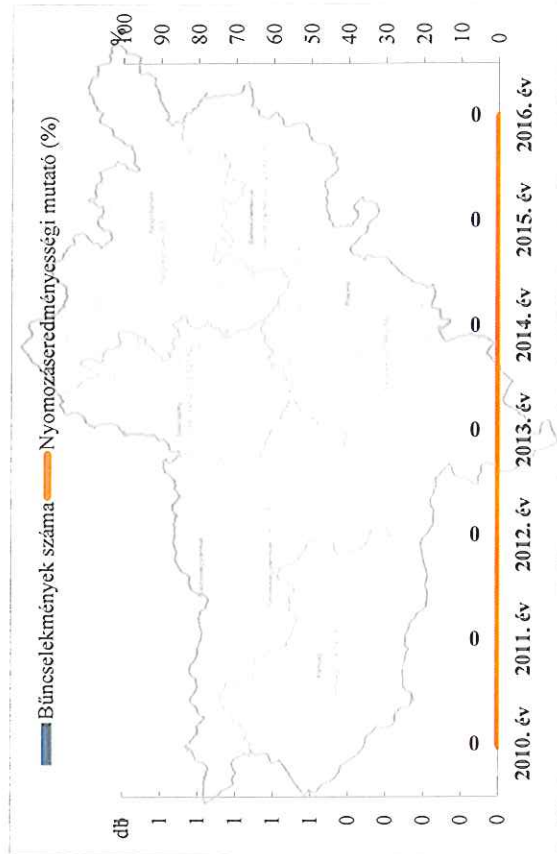 Bűncselekmények száma Nyomozáseredményességi mutató (%)
db %
1 100
1 90
1 80
1 70
1 60
1 50
0 40
0 30
0 20
0 10
0 0
0 0 0 0 0 0 0
2010. év 2011. év 2012. év 2013. év 2014. év 2015. év 2016. év